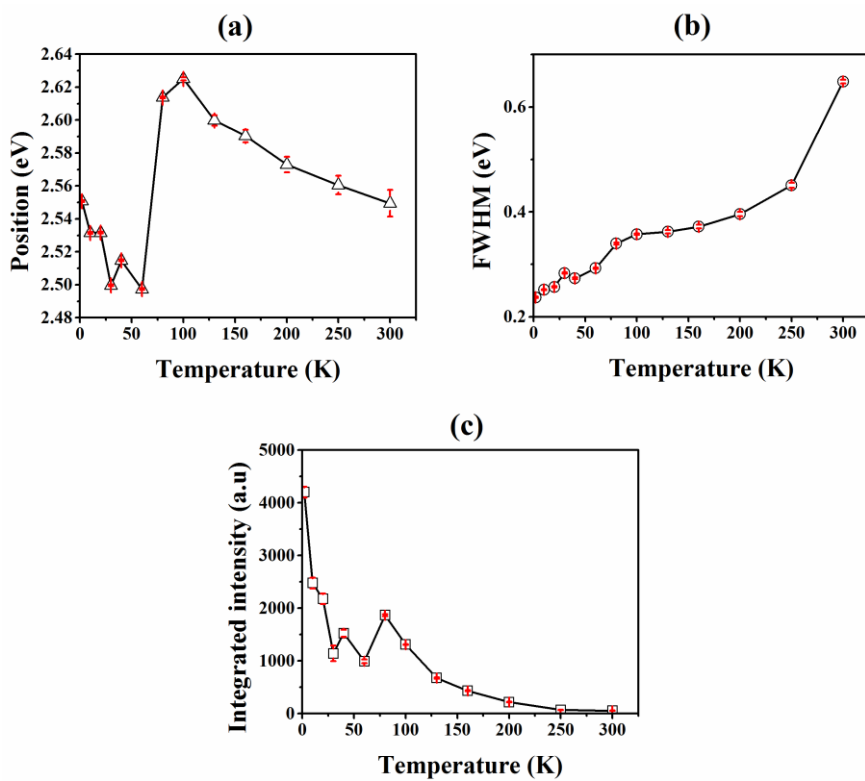 (a)
Position (eV)
2.64
2.62
2.60
2.58
2.56
2.54
2.52
2.50
2.48
0 50 100 150 200 250 300
Temperature (K)
(b)
FWHM (eV)
0.6
0.4
0.2
0 50 100 150 200 250 300
Temperature (K)
(c)
Integrated intensity (a.u)
5000
4000
3000
2000
1000
0
0 50 100 150 200 250 300
Temperature (K)